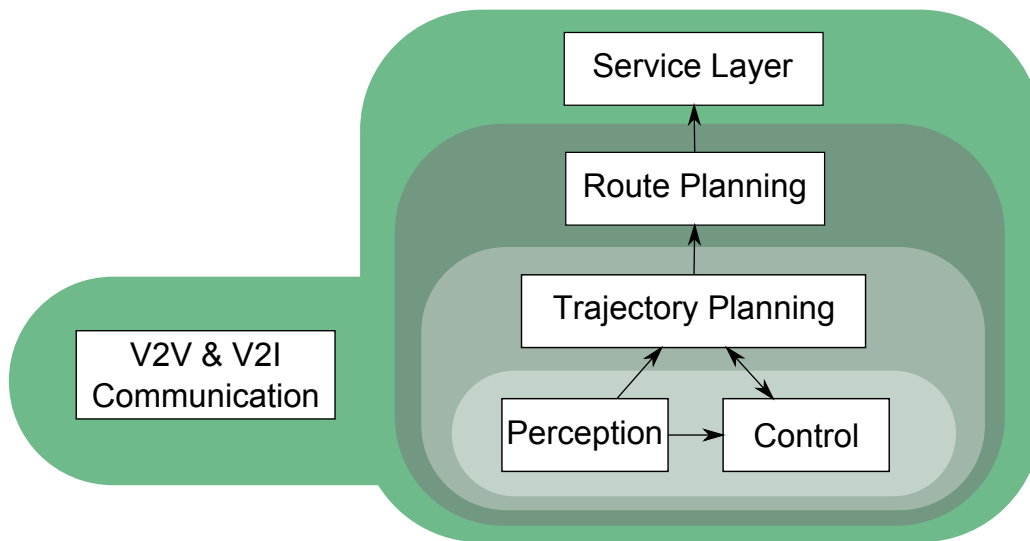 Service Layer
Route Planning
Trajectory Planning
V2V & V2I
Communication
Perception
Control